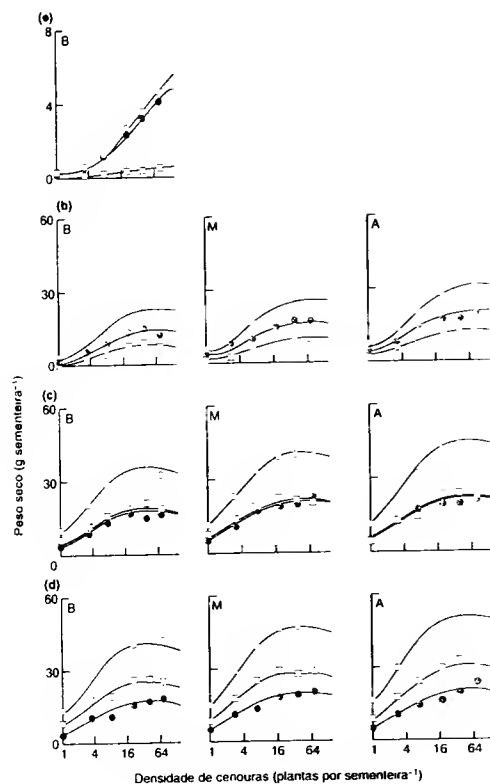 (a)
B
8
4
0
(b)
60
B
M
A
30
0
(c)
60
B
M
A
30
0
(d)
60
B
M
A
30
0
1 4 16 64 1 4 16 64 1 4 16 64
Peso seco (g sementeira⁻¹)
Densidade de cenouras (plantas por sementeira⁻¹)